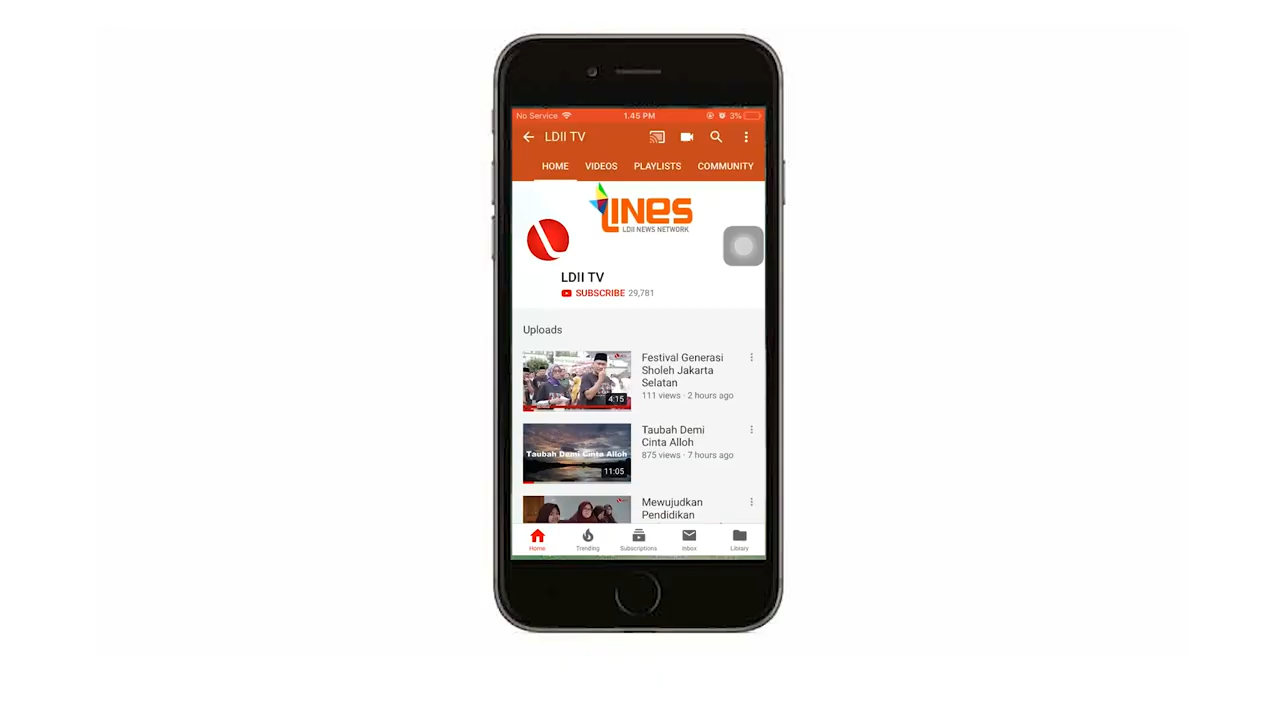 No Service 1.45 PM 3%
LDII TV
HOME VIDEOS PLAYLISTS COMMUNITY
LINES
LDII NEWS NETWORK
LDII TV
SUBSCRIBE 29,781
Uploads
Festival Generasi
Sholeh Jakarta
Selatan
111 views · 2 hours ago
4:15
Taubah Demi
Cinta Alloh
875 views · 7 hours ago
Taubah Demi Cinta Alloh
11:05
Mewujudkan
Pendidikan
Home Trending Subscriptions Inbox Library